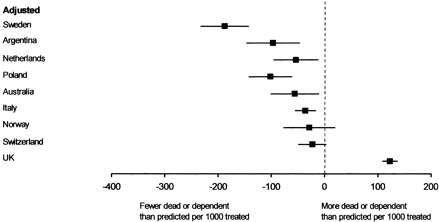 Adjusted
Sweden
Argentina
Netherlands
Poland
Australia
Italy
Norway
Switzerland
UK
-400 -300 -200 -100 0 100 200
Fewer dead or dependent More dead or dependent
than predicted per 1000 treated than predicted per 1000 treated